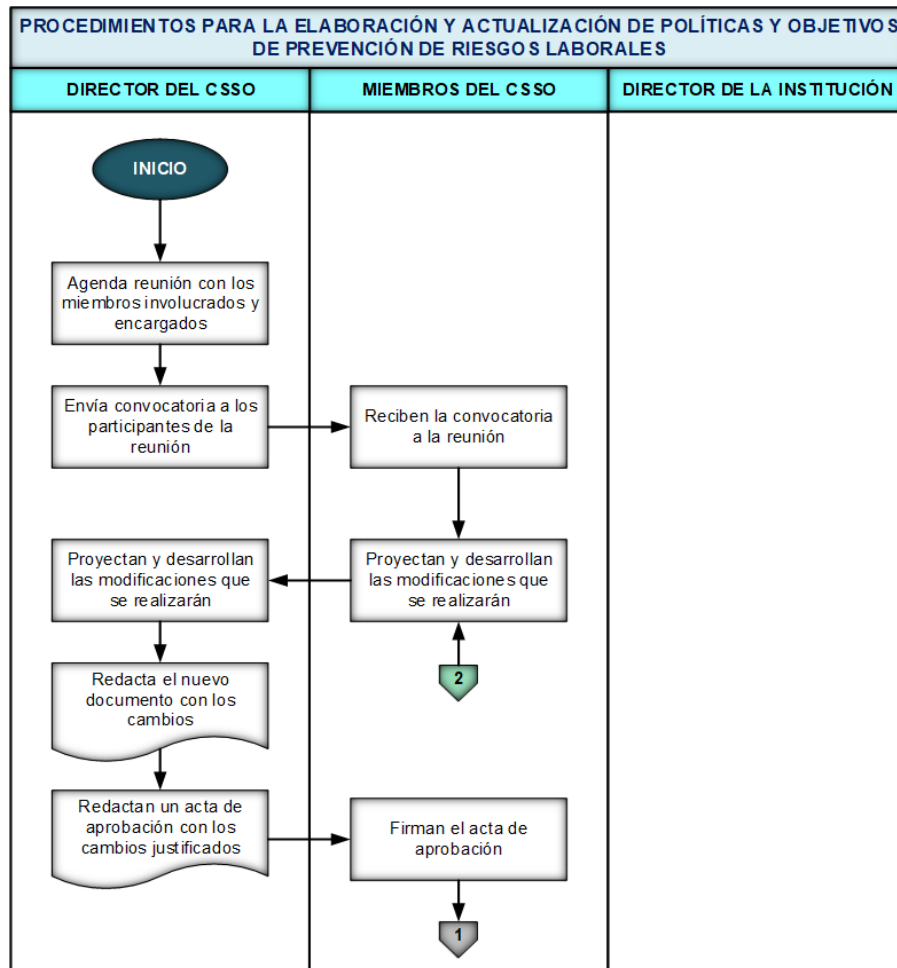 PROCEDIMIENTOS PARA LA ELABORACIÓN Y ACTUALIZACIÓN DE POLÍTICAS Y OBJETIVOS
DE PREVENCIÓN DE RIESGOS LABORALES
DIRECTOR DEL CSSO
MIEMBROS DEL CSSO
DIRECTOR DE LA INSTITUCIÓN
INICIO
Agenda reunión con los
miembros involucrados y
encargados
Envía convocatoria a los
participantes de la
reunión
Reciben la convocatoria
a la reunión
Proyectan y desarrollan
las modificaciones que
se realizarán
Proyectan y desarrollan
las modificaciones que
se realizarán
2
Redacta el nuevo
documento con los
cambios
Redactan un acta de
aprobación con los
cambios justificados
Firman el acta de
aprobación
1